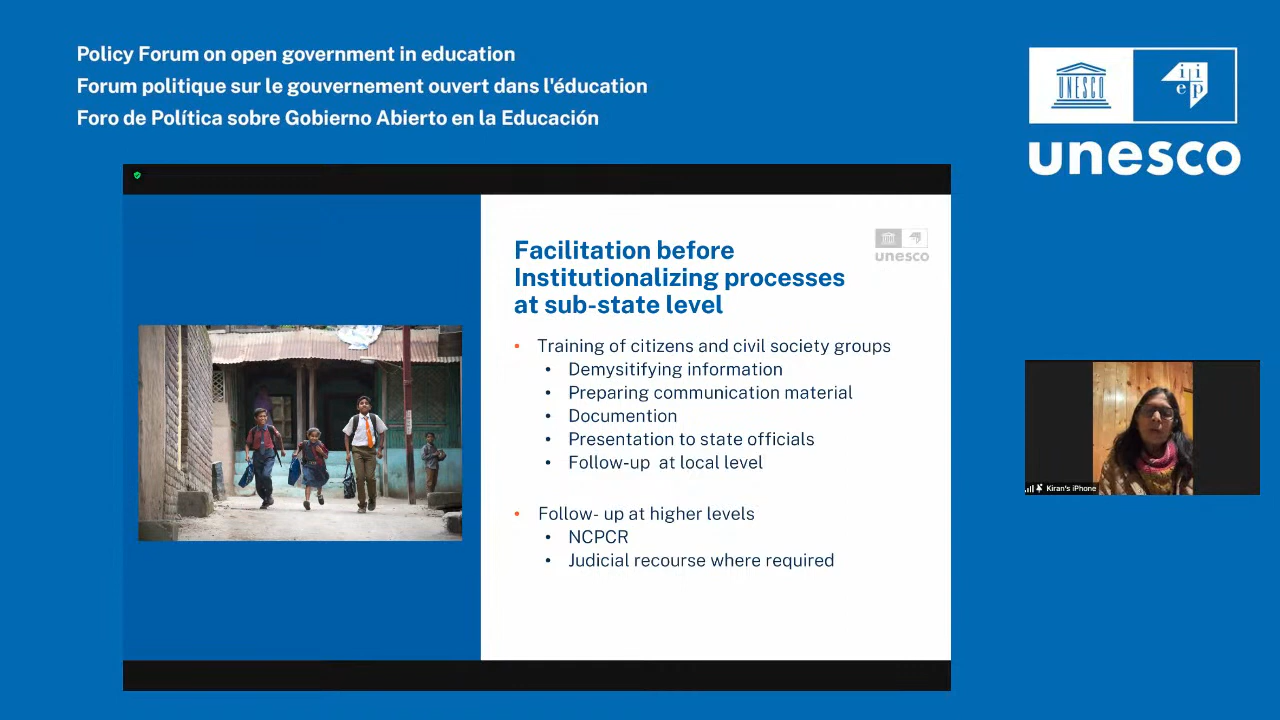 Policy Forum on open government in education
Forum politique sur le gouvernement ouvert dans l'éducation
Foro de Política sobre Gobierno Abierto en la Educación
UNESCO
i i
e p
unesco
Facilitation before
Institutionalizing processes
at sub-state level
unesco
• Training of citizens and civil society groups
• Demysitifying information
• Preparing communication material
• Documention
• Presentation to state officials
• Follow-up at local level
• Follow- up at higher levels
• NCPCR
• Judicial recourse where required
Kiran's iPhone